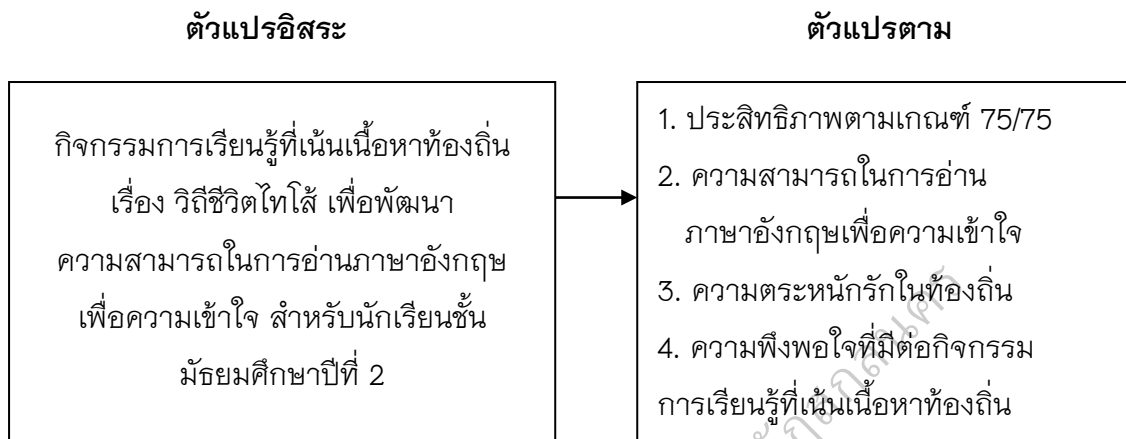 ตัวแปรอิสระ
ตัวแปรตาม
กิจกรรมการเรียนรู้ที่เน้นเนื้อหาท้องถิ่น
เรื่อง วิถีชีวิตไทโส้ เพื่อพัฒนา
ความสามารถในการอ่านภาษาอังกฤษ
เพื่อความเข้าใจ สำหรับนักเรียนชั้น
มัธยมศึกษาปีที่ 2
1. ประสิทธิภาพตามเกณฑ์ 75/75
2. ความสามารถในการอ่าน
ภาษาอังกฤษเพื่อความเข้าใจ
3. ความตระหนักรักในท้องถิ่น
4. ความพึงพอใจที่มีต่อกิจกรรม
การเรียนรู้ที่เน้นเนื้อหาท้องถิ่น